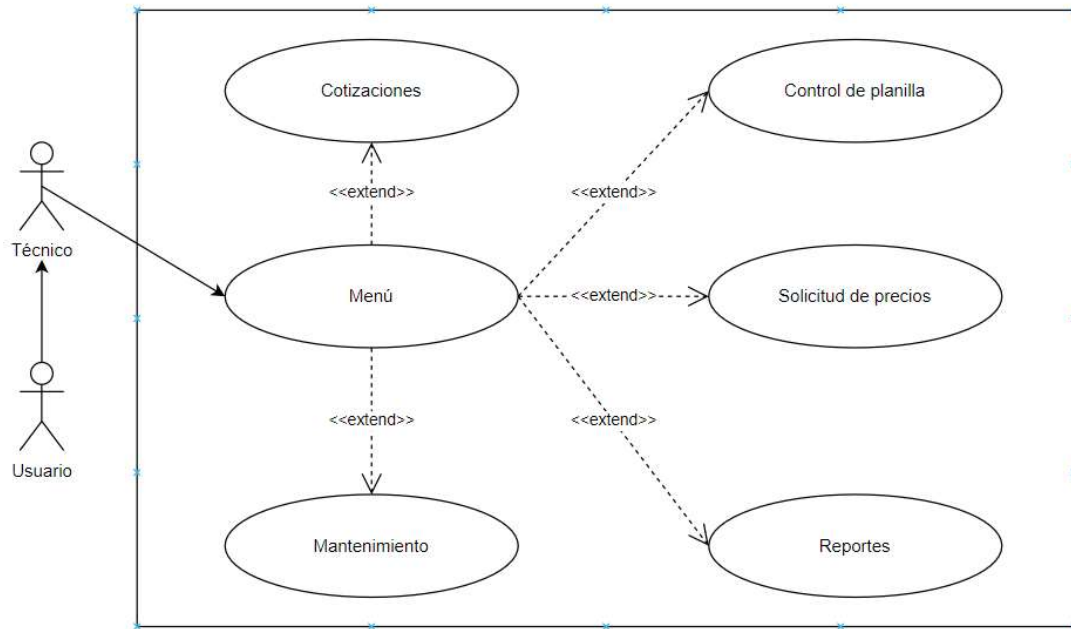 Cotizaciones
Control de planilla
<<extend>>
<<extend>>
Técnico
Menú
<<extend>>
Solicitud de precios
<<extend>>
<<extend>>
Usuario
Mantenimiento
Reportes